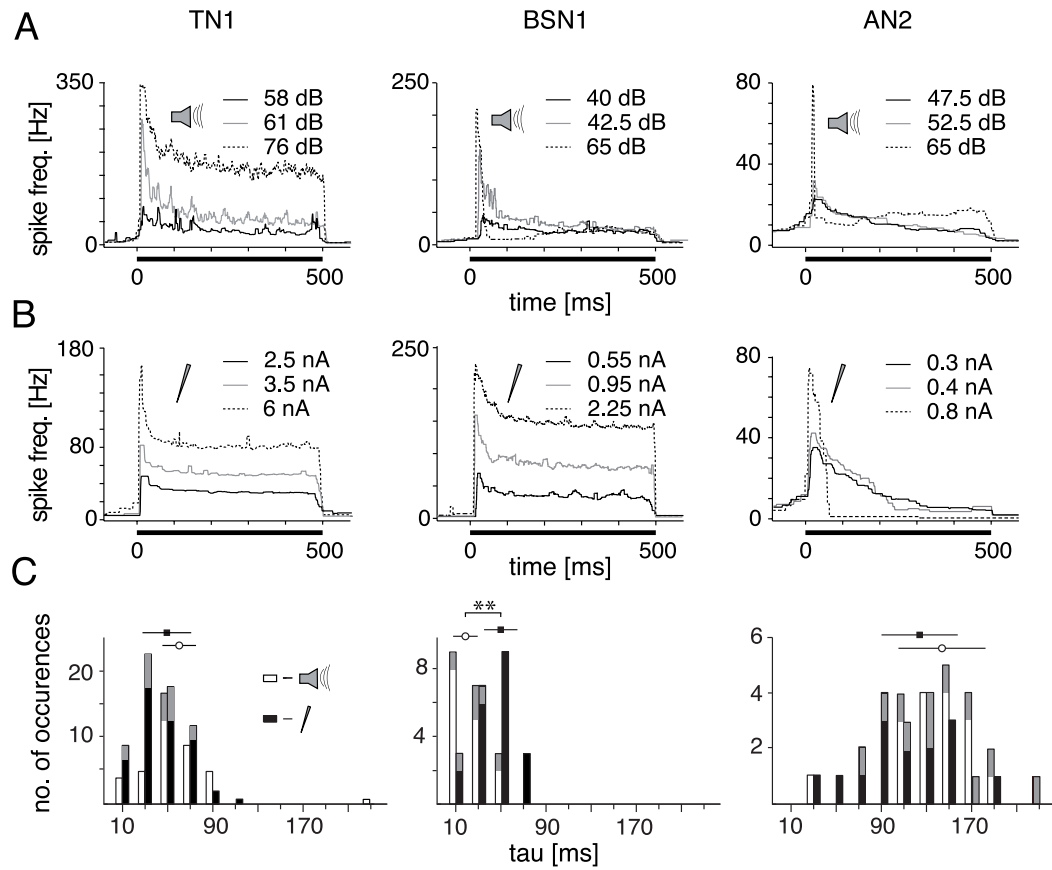 A
TN1
BSN1
AN2
spike freq. [Hz]
350
0
58 dB
61 dB
76 dB
0
500
250
0
40 dB
42.5 dB
65 dB
0
500
80
40
0
47.5 dB
52.5 dB
65 dB
0
500
time [ms]
B
spike freq. [Hz]
180
80
0
2.5 nA
3.5 nA
6 nA
0
500
250
0
0.55 nA
0.95 nA
2.25 nA
0
500
80
40
0
0.3 nA
0.4 nA
0.8 nA
0
500
time [ms]
C
no. of occurences
20
10
10
90
170
**
8
4
10
90
170
6
4
2
10
90
170
tau [ms]